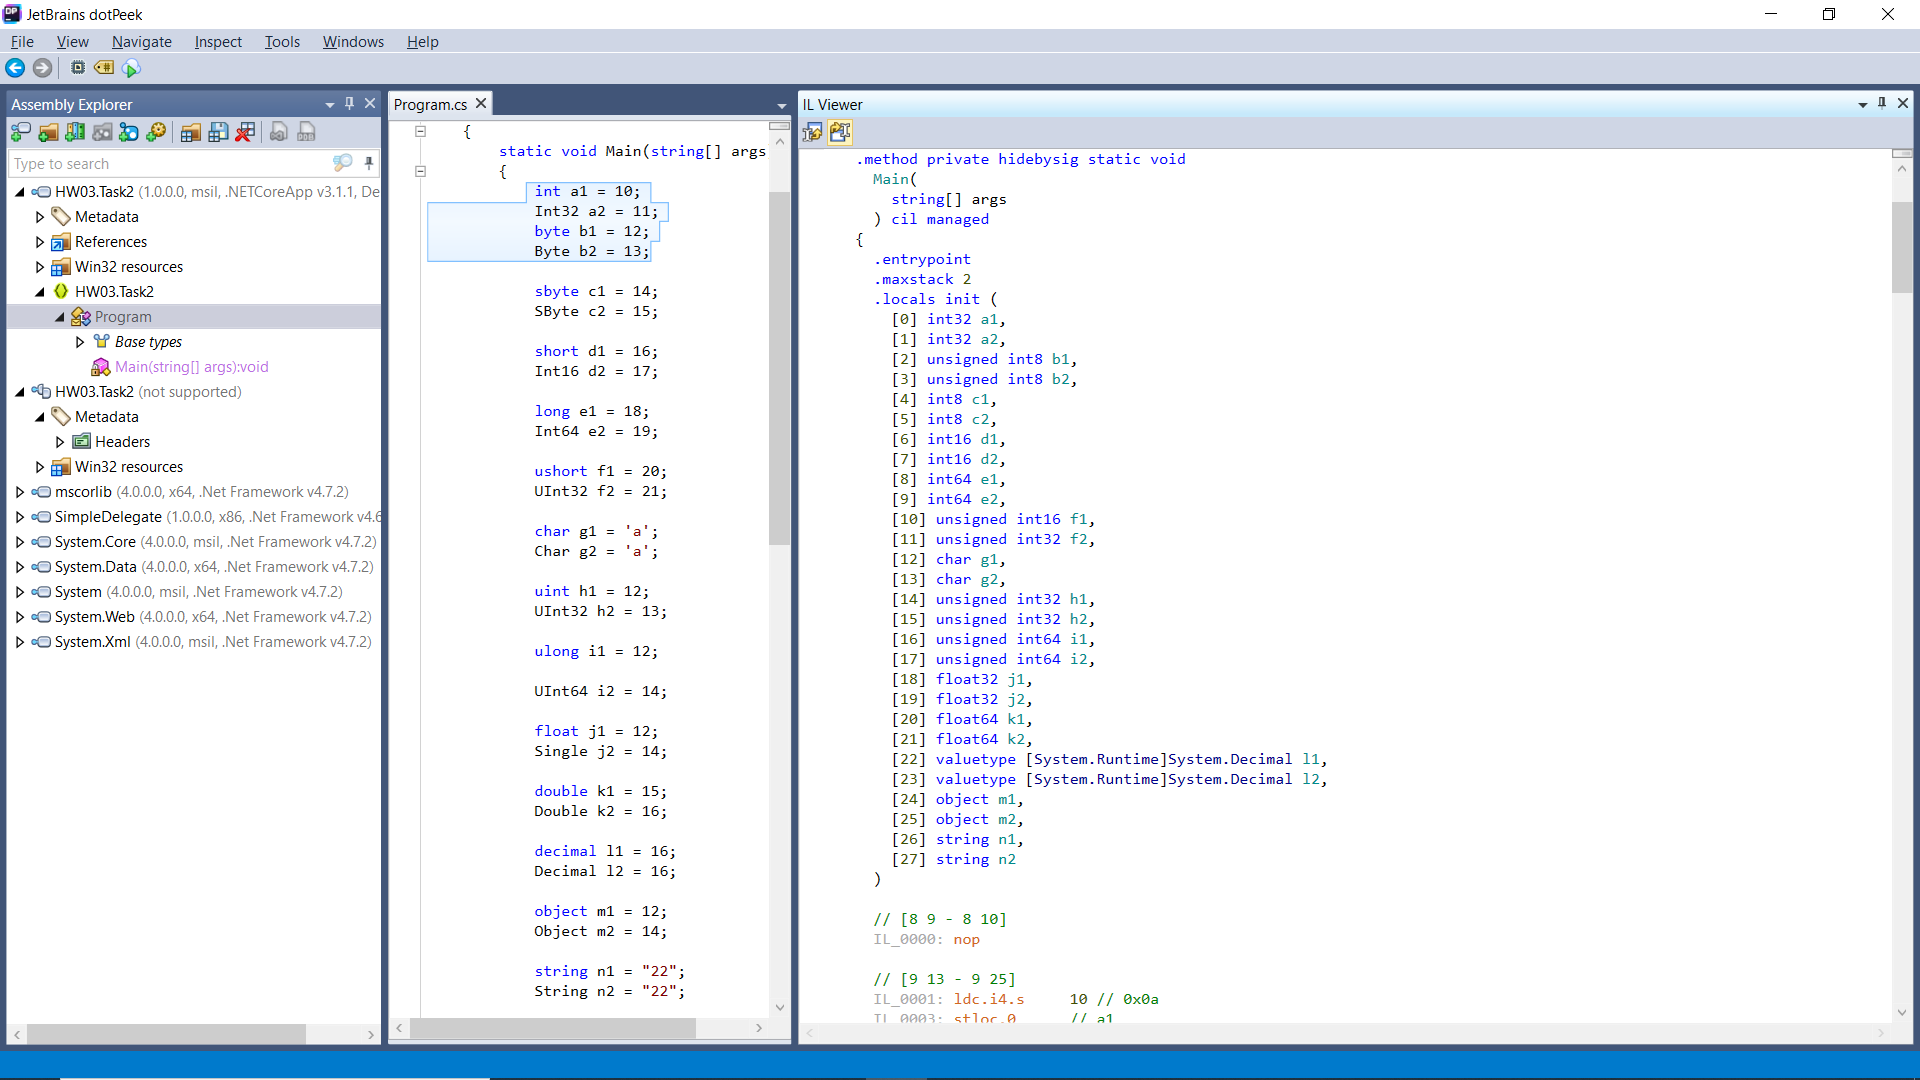 JetBrains dotPeek
File View Navigate Inspect Tools Windows Help
Assembly Explorer
Type to search
HW03.Task2 (1.0.0.0, msil, .NETCoreApp v3.1.1, De
Metadata
References
Win32 resources
HW03.Task2
Program
Base types
Main(string[] args):void
HW03.Task2 (not supported)
Metadata
Headers
Win32 resources
mscorlib (4.0.0.0, x64, .Net Framework v4.7.2)
SimpleDelegate (1.0.0.0, x86, .Net Framework v4.6
System.Core (4.0.0.0, msil, .Net Framework v4.7.2)
System.Data (4.0.0.0, x64, .Net Framework v4.7.2)
System (4.0.0.0, msil, .Net Framework v4.7.2)
System.Web (4.0.0.0, x64, .Net Framework v4.7.2)
System.Xml (4.0.0.0, msil, .Net Framework v4.7.2)
Program.cs
{
static void Main(string[] args
{
int a1 = 10;
Int32 a2 = 11;
byte b1 = 12;
Byte b2 = 13;
sbyte c1 = 14;
SByte c2 = 15;
short d1 = 16;
Int16 d2 = 17;
long e1 = 18;
Int64 e2 = 19;
ushort f1 = 20;
UInt32 f2 = 21;
char g1 = 'a';
Char g2 = 'a';
uint h1 = 12;
UInt32 h2 = 13;
ulong i1 = 12;
UInt64 i2 = 14;
float j1 = 12;
Single j2 = 14;
double k1 = 15;
Double k2 = 16;
decimal l1 = 16;
Decimal l2 = 16;
object m1 = 12;
Object m2 = 14;
string n1 = "22";
String n2 = "22";
IL Viewer
.method private hidebysig static void
Main(
string[] args
) cil managed
{
.entrypoint
.maxstack 2
.locals init (
[0] int32 a1,
[1] int32 a2,
[2] unsigned int8 b1,
[3] unsigned int8 b2,
[4] int8 c1,
[5] int8 c2,
[6] int16 d1,
[7] int16 d2,
[8] int64 e1,
[9] int64 e2,
[10] unsigned int16 f1,
[11] unsigned int32 f2,
[12] char g1,
[13] char g2,
[14] unsigned int32 h1,
[15] unsigned int32 h2,
[16] unsigned int64 i1,
[17] unsigned int64 i2,
[18] float32 j1,
[19] float32 j2,
[20] float64 k1,
[21] float64 k2,
[22] valuetype [System.Runtime]System.Decimal l1,
[23] valuetype [System.Runtime]System.Decimal l2,
[24] object m1,
[25] object m2,
[26] string n1,
[27] string n2
)
// [8 9 - 8 10]
IL_0000: nop
// [9 13 - 9 25]
IL_0001: ldc.i4.s 10 // 0x0a
IL_0003: stloc.0 // a1